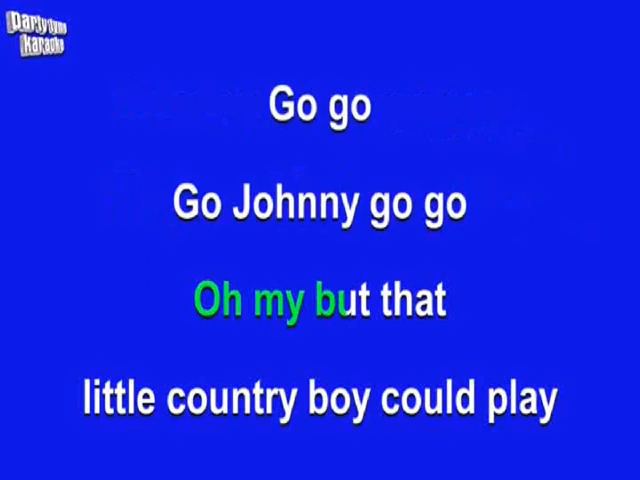 party tyme
karaoke
Go go
Go Johnny go go
Oh my but that
little country boy could play